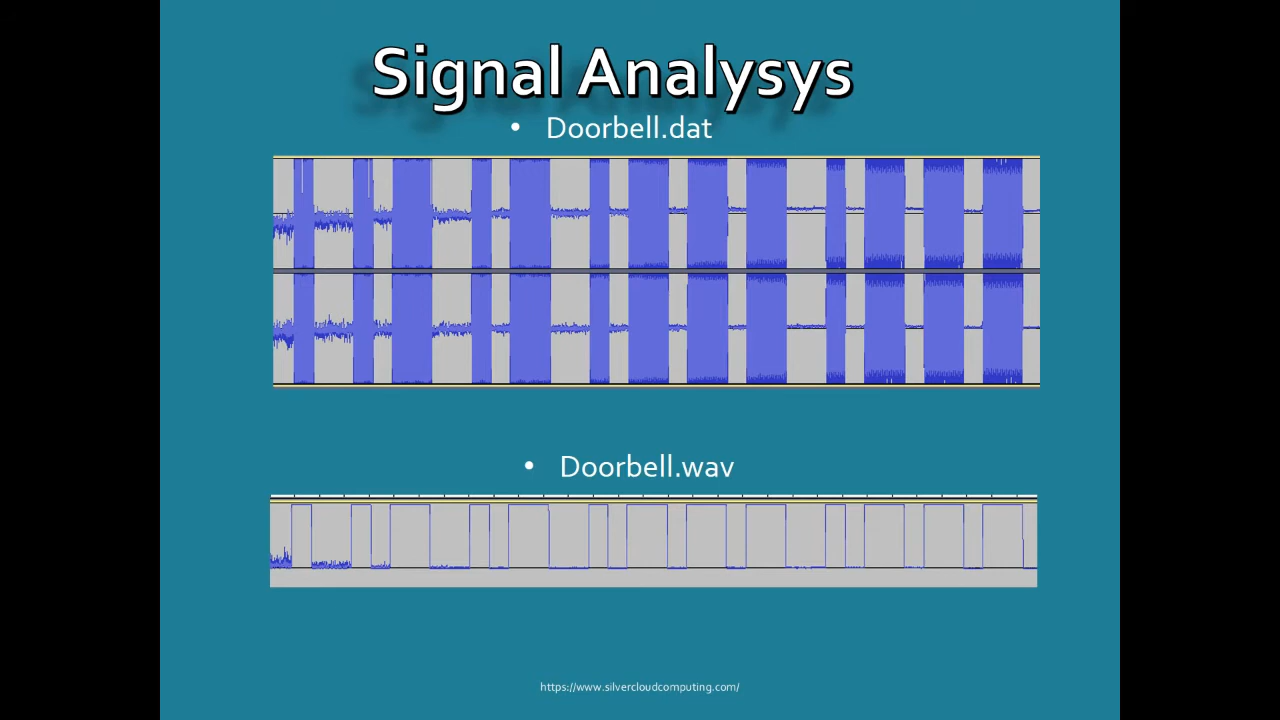 Signal Analysys
• Doorbell.dat
• Doorbell.wav
https://www.silvercloudcomputing.com/